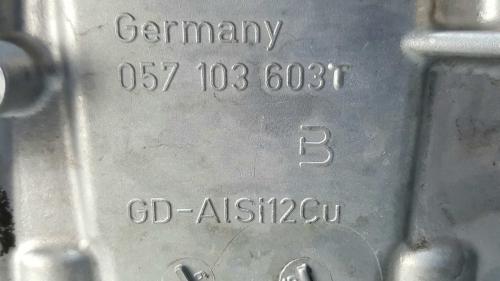 Germany
057 103 603T
B
GD-AlSi12Cu